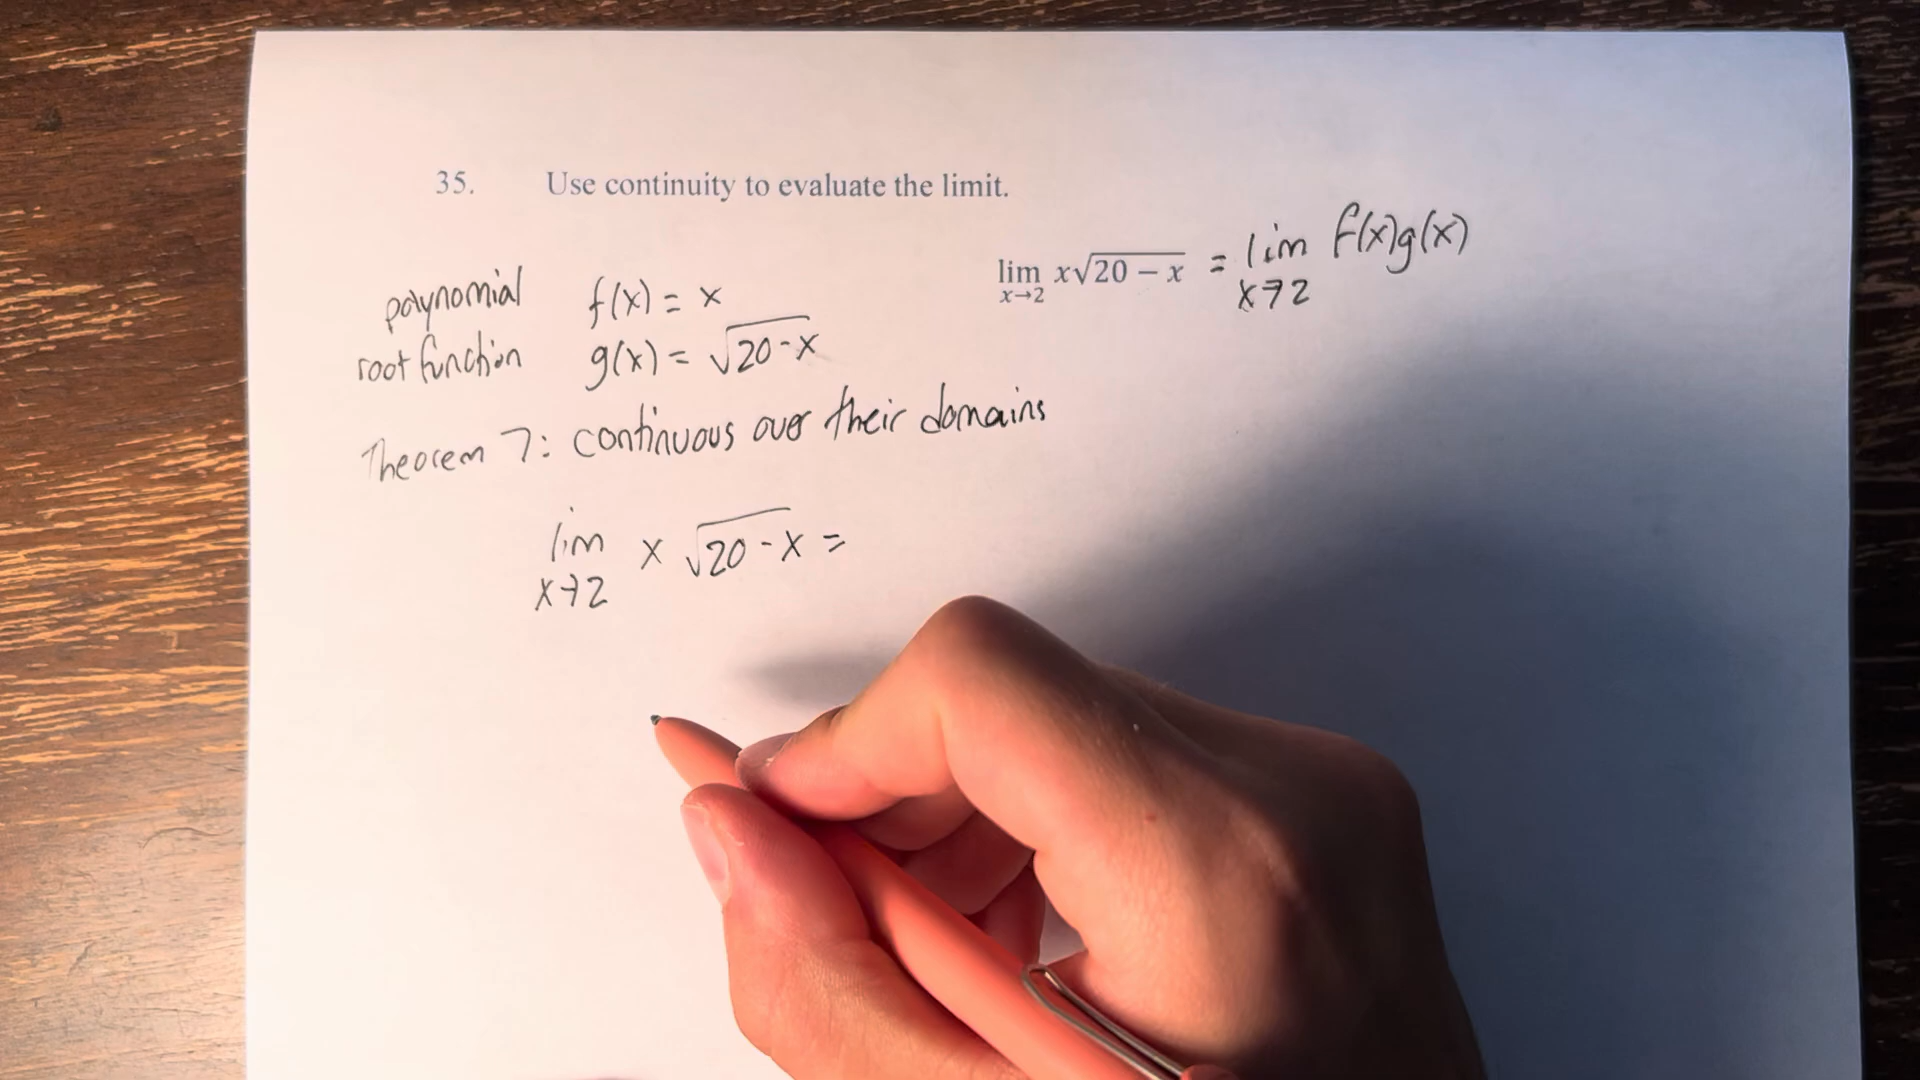 35. Use continuity to evaluate the limit.
lim x→2 x√20 − x = lim x→2 f(x)g(x)
polynomial f(x) = x
root function g(x) = √20-x
Theorem 7: continuous over their domains
lim x→2 x √20-x =